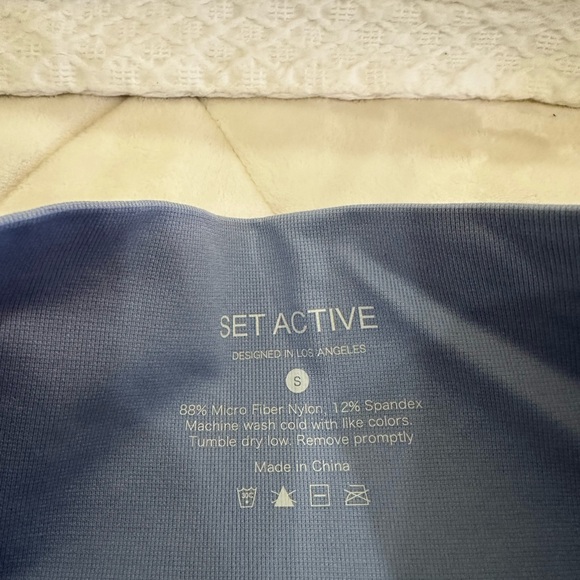 SET ACTIVE
DESIGNED IN LOS ANGELES
S
88% Micro Fiber Nylon, 12% Spandex
Machine wash cold with like colors.
Tumble dry low. Remove promptly
Made in China
30C